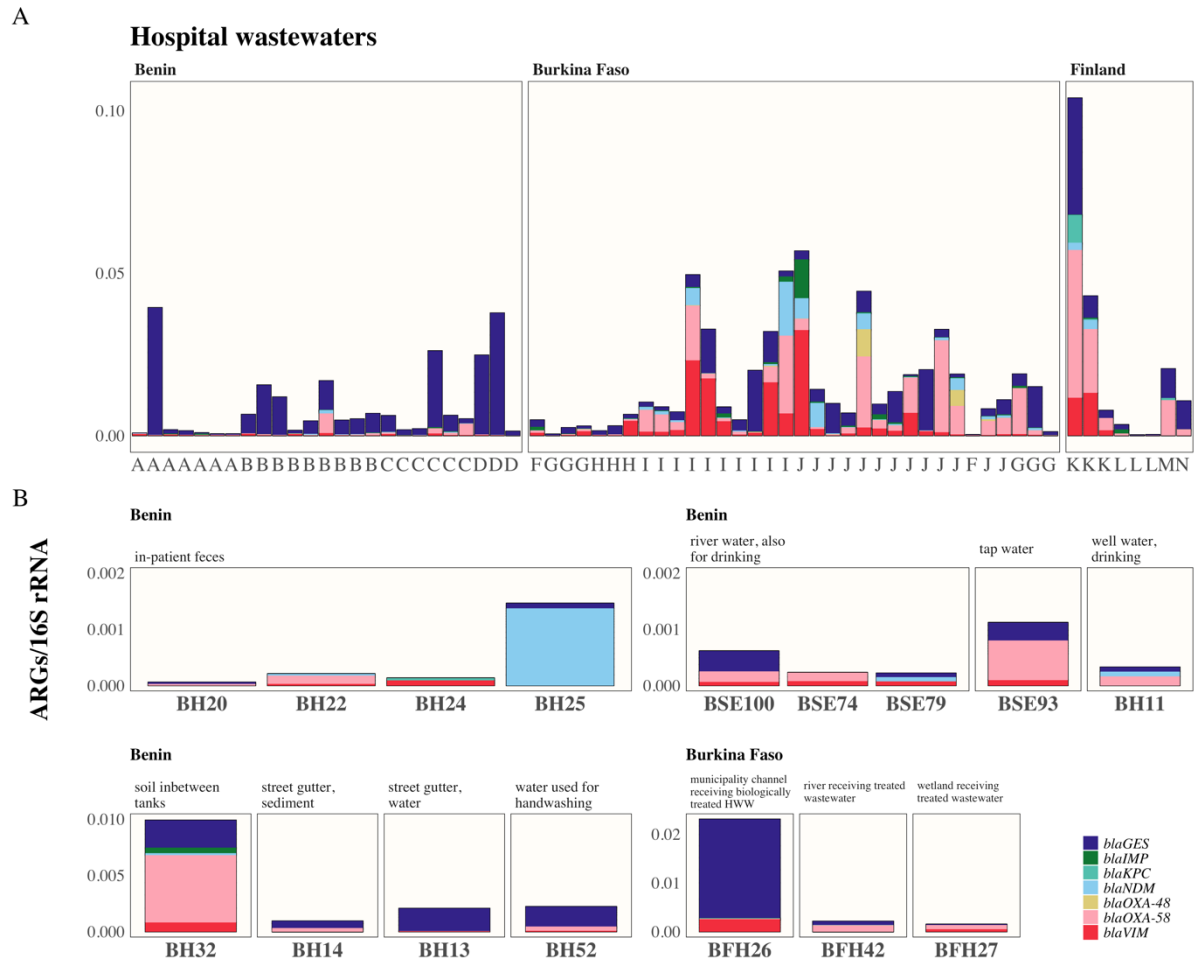 A
Hospital wastewaters
Benin
Burkina Faso
Finland
0.10
0.05
0.00
A A A A A A A B B B B B B B B B C C C C C C D D D
F G G G H H H I I I I I I I I I I J J J J J J J J J J J F J J G G G
K K K L L L M N
B
ARGs/16S rRNA
Benin
in-patient feces
0.002
0.001
0.000
BH20 BH22 BH24 BH25
Benin
river water, also
for drinking
tap water
well water,
drinking
0.002
0.001
0.000
BSE100 BSE74 BSE79 BSE93 BH11
Benin
soil inbetween
tanks
street gutter,
sediment
street gutter,
water
water used for
handwashing
0.010
0.005
0.000
BH32 BH14 BH13 BH52
Burkina Faso
municipality channel
receiving biologically
treated HWW
river receiving treated
wastewater
wetland receiving
treated wastewater
0.02
0.01
0.00
BFH26 BFH42 BFH27
blaGES
blaIMP
blaKPC
blaNDM
blaOXA-48
blaOXA-58
blaVIM